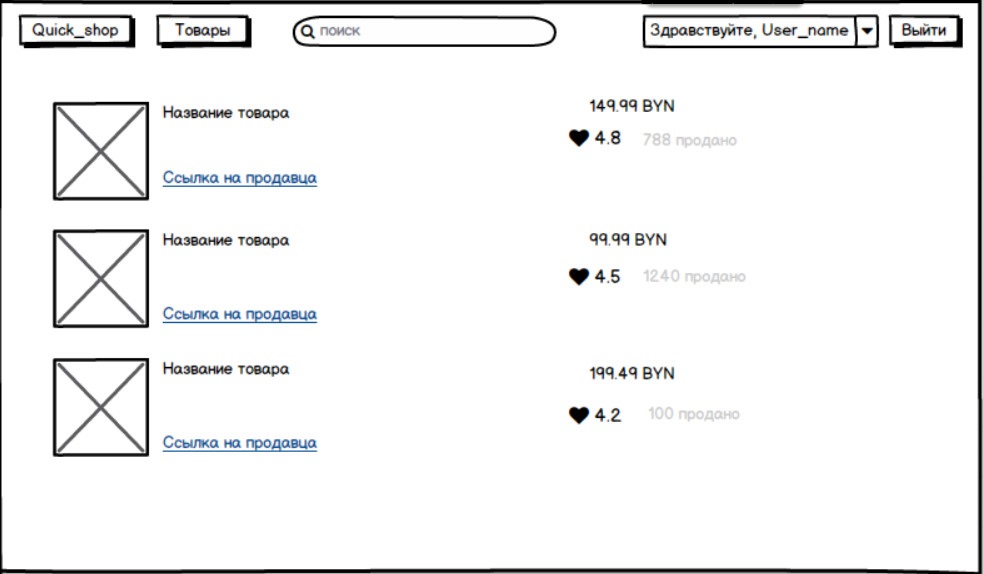 Quick_shop Товары поиск Здравствуйте, User_name Выйти
Название товара 149.99 BYN
4.8 788 продано
Ссылка на продавца
Название товара 99.99 BYN
4.5 1240 продано
Ссылка на продавца
Название товара 199.49 BYN
4.2 100 продано
Ссылка на продавца